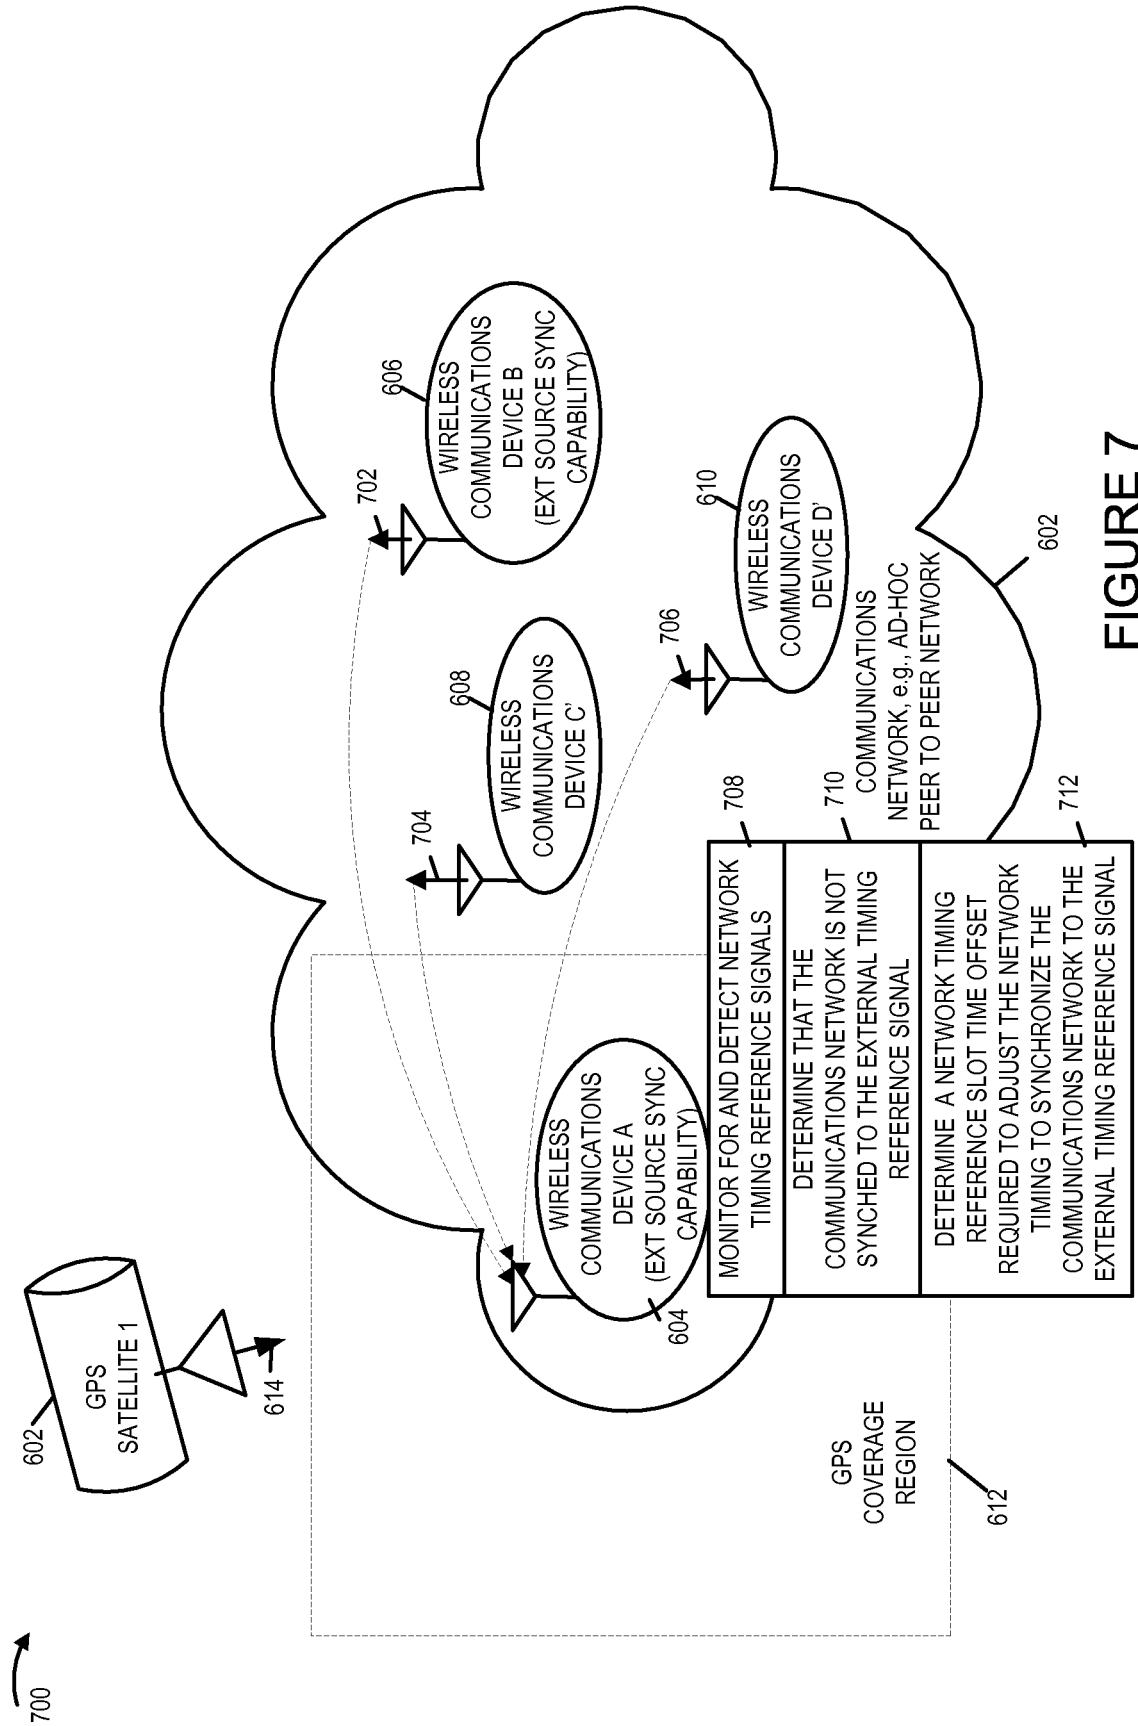 700
602
GPS
SATELLITE 1
614
702
606
WIRELESS
COMMUNICATIONS
DEVICE B
(EXT SOURCE SYNC
CAPABILITY)
704
608
WIRELESS
COMMUNICATIONS
DEVICE C'
706
610
WIRELESS
COMMUNICATIONS
DEVICE D'
WIRELESS
COMMUNICATIONS
DEVICE A
(EXT SOURCE SYNC
CAPABILITY)
604
708
MONITOR FOR AND DETECT NETWORK
TIMING REFERENCE SIGNALS
710
DETERMINE THAT THE
COMMUNICATIONS NETWORK IS NOT
SYNCHED TO THE EXTERNAL TIMING
REFERENCE SIGNAL
712
DETERMINE A NETWORK TIMING
REFERENCE SLOT TIME OFFSET
REQUIRED TO ADJUST THE NETWORK
TIMING TO SYNCHRONIZE THE
COMMUNICATIONS NETWORK TO THE
EXTERNAL TIMING REFERENCE SIGNAL
COMMUNICATIONS
NETWORK, e.g., AD-HOC
PEER TO PEER NETWORK
602
GPS
COVERAGE
REGION
612
FIGURE 7